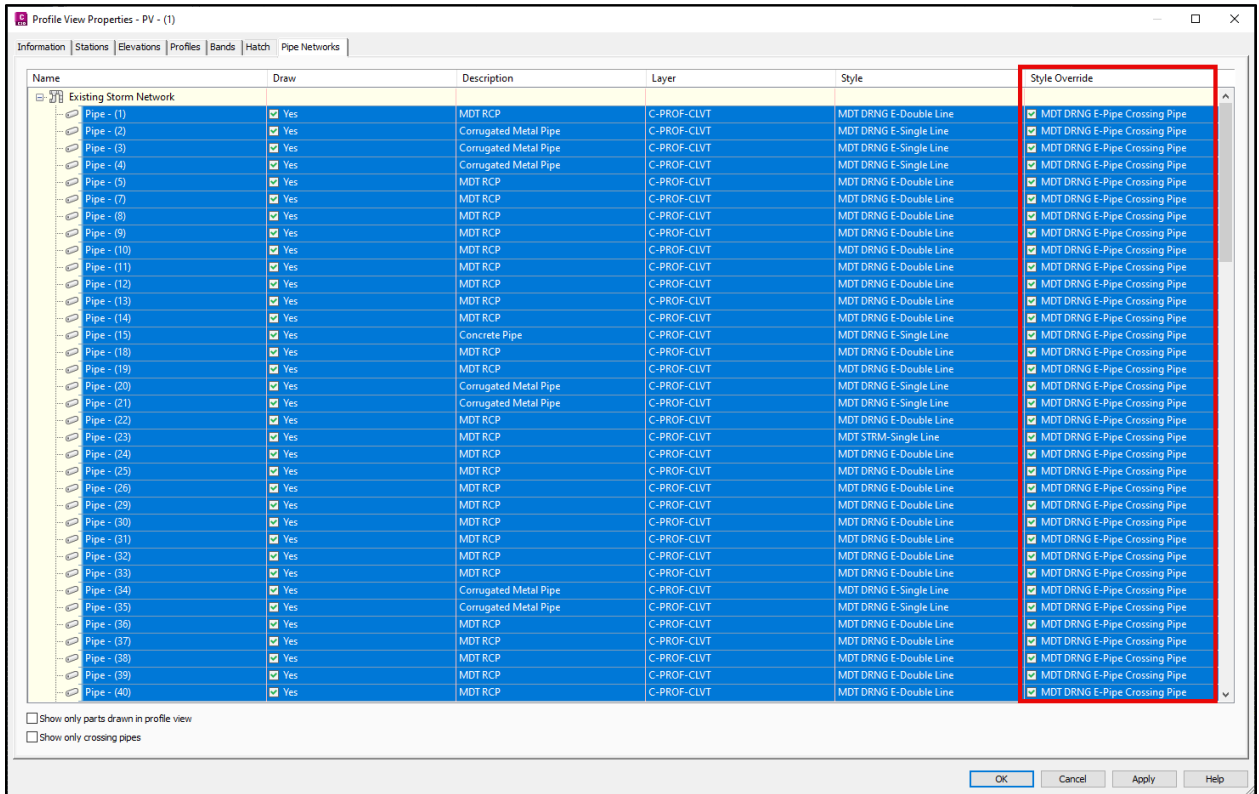 Profile View Properties - PV - (1)
Information Stations Elevations Profiles Bands Hatch Pipe Networks
Name Draw Description Layer Style Style Override
Existing Storm Network
Pipe - (1) Yes MDT RCP C-PROF-CLVT MDT DRNG E-Double Line MDT DRNG E-Pipe Crossing Pipe
Pipe - (2) Yes Corrugated Metal Pipe C-PROF-CLVT MDT DRNG E-Single Line MDT DRNG E-Pipe Crossing Pipe
Pipe - (3) Yes Corrugated Metal Pipe C-PROF-CLVT MDT DRNG E-Single Line MDT DRNG E-Pipe Crossing Pipe
Pipe - (4) Yes Corrugated Metal Pipe C-PROF-CLVT MDT DRNG E-Single Line MDT DRNG E-Pipe Crossing Pipe
Pipe - (5) Yes MDT RCP C-PROF-CLVT MDT DRNG E-Double Line MDT DRNG E-Pipe Crossing Pipe
Pipe - (7) Yes MDT RCP C-PROF-CLVT MDT DRNG E-Double Line MDT DRNG E-Pipe Crossing Pipe
Pipe - (8) Yes MDT RCP C-PROF-CLVT MDT DRNG E-Double Line MDT DRNG E-Pipe Crossing Pipe
Pipe - (9) Yes MDT RCP C-PROF-CLVT MDT DRNG E-Double Line MDT DRNG E-Pipe Crossing Pipe
Pipe - (10) Yes MDT RCP C-PROF-CLVT MDT DRNG E-Double Line MDT DRNG E-Pipe Crossing Pipe
Pipe - (11) Yes MDT RCP C-PROF-CLVT MDT DRNG E-Double Line MDT DRNG E-Pipe Crossing Pipe
Pipe - (12) Yes MDT RCP C-PROF-CLVT MDT DRNG E-Double Line MDT DRNG E-Pipe Crossing Pipe
Pipe - (13) Yes MDT RCP C-PROF-CLVT MDT DRNG E-Double Line MDT DRNG E-Pipe Crossing Pipe
Pipe - (14) Yes MDT RCP C-PROF-CLVT MDT DRNG E-Double Line MDT DRNG E-Pipe Crossing Pipe
Pipe - (15) Yes Concrete Pipe C-PROF-CLVT MDT DRNG E-Single Line MDT DRNG E-Pipe Crossing Pipe
Pipe - (18) Yes MDT RCP C-PROF-CLVT MDT DRNG E-Double Line MDT DRNG E-Pipe Crossing Pipe
Pipe - (19) Yes MDT RCP C-PROF-CLVT MDT DRNG E-Double Line MDT DRNG E-Pipe Crossing Pipe
Pipe - (20) Yes Corrugated Metal Pipe C-PROF-CLVT MDT DRNG E-Single Line MDT DRNG E-Pipe Crossing Pipe
Pipe - (21) Yes Corrugated Metal Pipe C-PROF-CLVT MDT DRNG E-Single Line MDT DRNG E-Pipe Crossing Pipe
Pipe - (22) Yes MDT RCP C-PROF-CLVT MDT DRNG E-Double Line MDT DRNG E-Pipe Crossing Pipe
Pipe - (23) Yes MDT RCP C-PROF-CLVT MDT STRM-Single Line MDT DRNG E-Pipe Crossing Pipe
Pipe - (24) Yes MDT RCP C-PROF-CLVT MDT DRNG E-Double Line MDT DRNG E-Pipe Crossing Pipe
Pipe - (25) Yes MDT RCP C-PROF-CLVT MDT DRNG E-Double Line MDT DRNG E-Pipe Crossing Pipe
Pipe - (26) Yes MDT RCP C-PROF-CLVT MDT DRNG E-Double Line MDT DRNG E-Pipe Crossing Pipe
Pipe - (29) Yes MDT RCP C-PROF-CLVT MDT DRNG E-Double Line MDT DRNG E-Pipe Crossing Pipe
Pipe - (30) Yes MDT RCP C-PROF-CLVT MDT DRNG E-Double Line MDT DRNG E-Pipe Crossing Pipe
Pipe - (31) Yes MDT RCP C-PROF-CLVT MDT DRNG E-Double Line MDT DRNG E-Pipe Crossing Pipe
Pipe - (32) Yes MDT RCP C-PROF-CLVT MDT DRNG E-Double Line MDT DRNG E-Pipe Crossing Pipe
Pipe - (33) Yes MDT RCP C-PROF-CLVT MDT DRNG E-Double Line MDT DRNG E-Pipe Crossing Pipe
Pipe - (34) Yes Corrugated Metal Pipe C-PROF-CLVT MDT DRNG E-Single Line MDT DRNG E-Pipe Crossing Pipe
Pipe - (35) Yes Corrugated Metal Pipe C-PROF-CLVT MDT DRNG E-Single Line MDT DRNG E-Pipe Crossing Pipe
Pipe - (36) Yes MDT RCP C-PROF-CLVT MDT DRNG E-Double Line MDT DRNG E-Pipe Crossing Pipe
Pipe - (37) Yes MDT RCP C-PROF-CLVT MDT DRNG E-Double Line MDT DRNG E-Pipe Crossing Pipe
Pipe - (38) Yes MDT RCP C-PROF-CLVT MDT DRNG E-Double Line MDT DRNG E-Pipe Crossing Pipe
Pipe - (39) Yes MDT RCP C-PROF-CLVT MDT DRNG E-Double Line MDT DRNG E-Pipe Crossing Pipe
Pipe - (40) Yes MDT RCP C-PROF-CLVT MDT DRNG E-Double Line MDT DRNG E-Pipe Crossing Pipe
Show only parts drawn in profile view
Show only crossing pipes
OK Cancel Apply Help